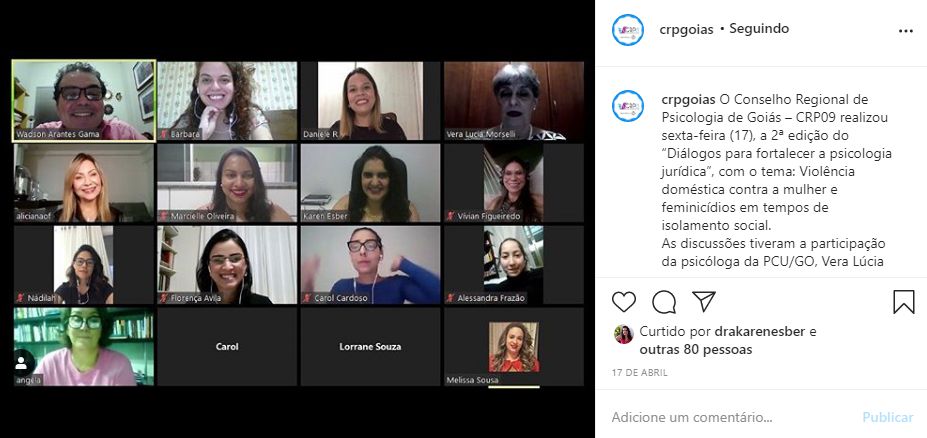 Wadson Arantes Gama
Barbara
Daniele R
Vera Lucia Morselli
alicianaof
Marcielle Oliveira
Karen Esber
Vívian Figueiredo
Nádilah
Florença Avila
Carol Cardoso
Alessandra Frazão
angela
Carol
Lorrane Souza
Melissa Sousa
crpgoias • Seguindo
crpgoias O Conselho Regional de
Psicologia de Goiás – CRP09 realizou
sexta-feira (17), a 2ª edição do
“Diálogos para fortalecer a psicologia
jurídica”, com o tema: Violência
doméstica contra a mulher e
feminicídios em tempos de
isolamento social.
As discussões tiveram a participação
da psicóloga da PCU/GO, Vera Lúcia
Curtido por drakarenesber e
outras 80 pessoas
17 DE ABRIL
Adicione um comentário... Publicar